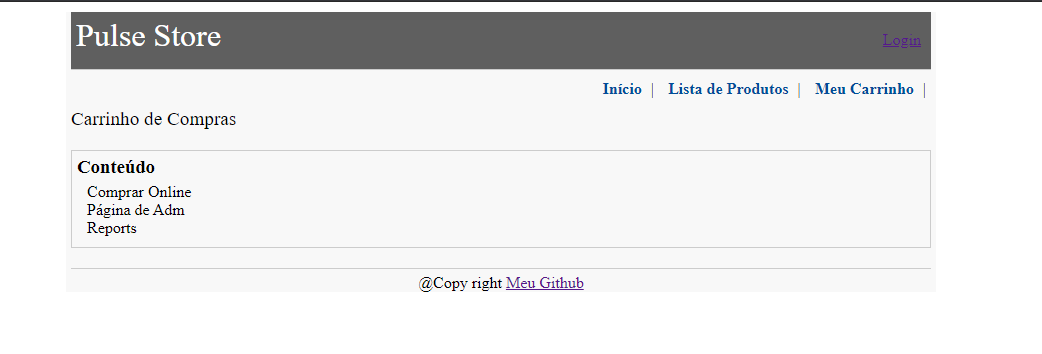 Pulse Store
Login
Início | Lista de Produtos | Meu Carrinho |
Carrinho de Compras
Conteúdo
Comprar Online
Página de Adm
Reports
@Copy right Meu Github